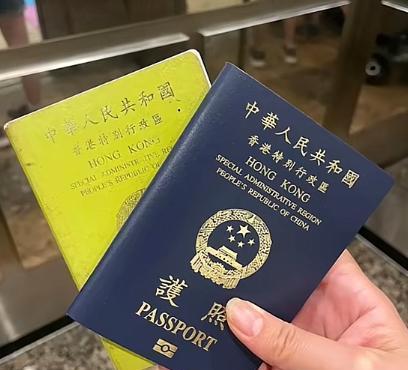 中華人民共和國
香港特別行政區
HONG KONG
SPECIAL ADMINISTRATIVE RE
PEOPLE'S REPUBLIC OF
中華人民共和國
香港特別行政區
HONG KONG
SPECIAL ADMINISTRATIVE REGION
PEOPLE'S REPUBLIC OF CHINA
護照
PASSPORT